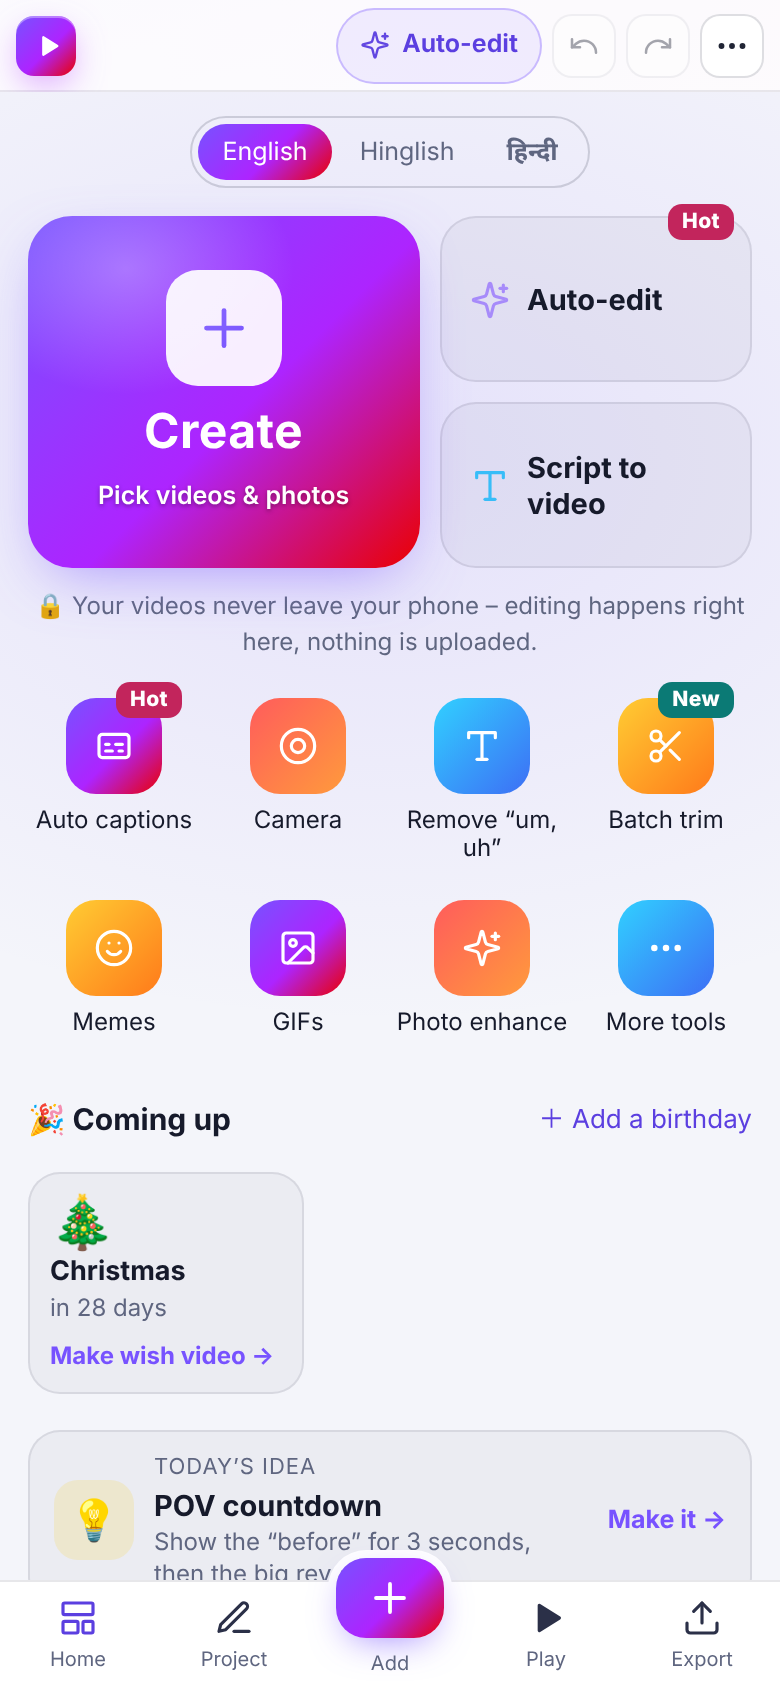 Auto-edit
English Hinglish हिन्दी
Hot
Create
Pick videos & photos
Auto-edit
Script to
video
🔒 Your videos never leave your phone – editing happens right
here, nothing is uploaded.
Hot
New
Auto captions
Camera
Remove “um,
uh”
Batch trim
Memes
GIFs
Photo enhance
More tools
🎉 Coming up
+ Add a birthday
Christmas
in 28 days
Make wish video →
TODAY’S IDEA
POV countdown
Show the “before” for 3 seconds,
then the big
Make it →
Home
Project
Add
Play
Export